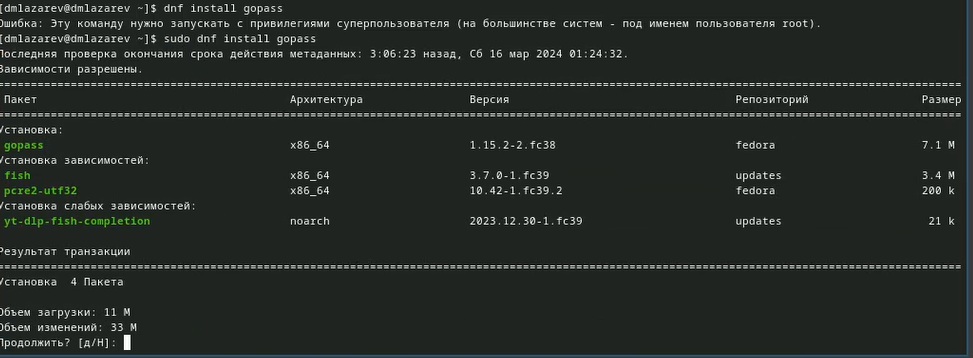 [dmlazarev@dmlazarev ~]$ dnf install gopass
Ошибка: Эту команду нужно запускать с привилегиями суперпользователя (на большинстве систем - под именем пользователя root).
[dmlazarev@dmlazarev ~]$ sudo dnf install gopass
Последняя проверка окончания срока действия метаданных: 3:06:23 назад, Сб 16 мар 2024 01:24:32.
Зависимости разрешены.
================================================================================
Пакет Архитектура Версия Репозиторий Размер
================================================================================
Установка:
gopass x86_64 1.15.2-2.fc38 fedora 7.1 M
Установка зависимостей:
fish x86_64 3.7.0-1.fc39 updates 3.4 M
pcre2-utf32 x86_64 10.42-1.fc39.2 fedora 200 k
Установка слабых зависимостей:
yt-dlp-fish-completion noarch 2023.12.30-1.fc39 updates 21 k
Результат транзакции
================================================================================
Установка 4 Пакета
Объем загрузки: 11 M
Объем изменений: 33 M
Продолжить? [д/Н]: